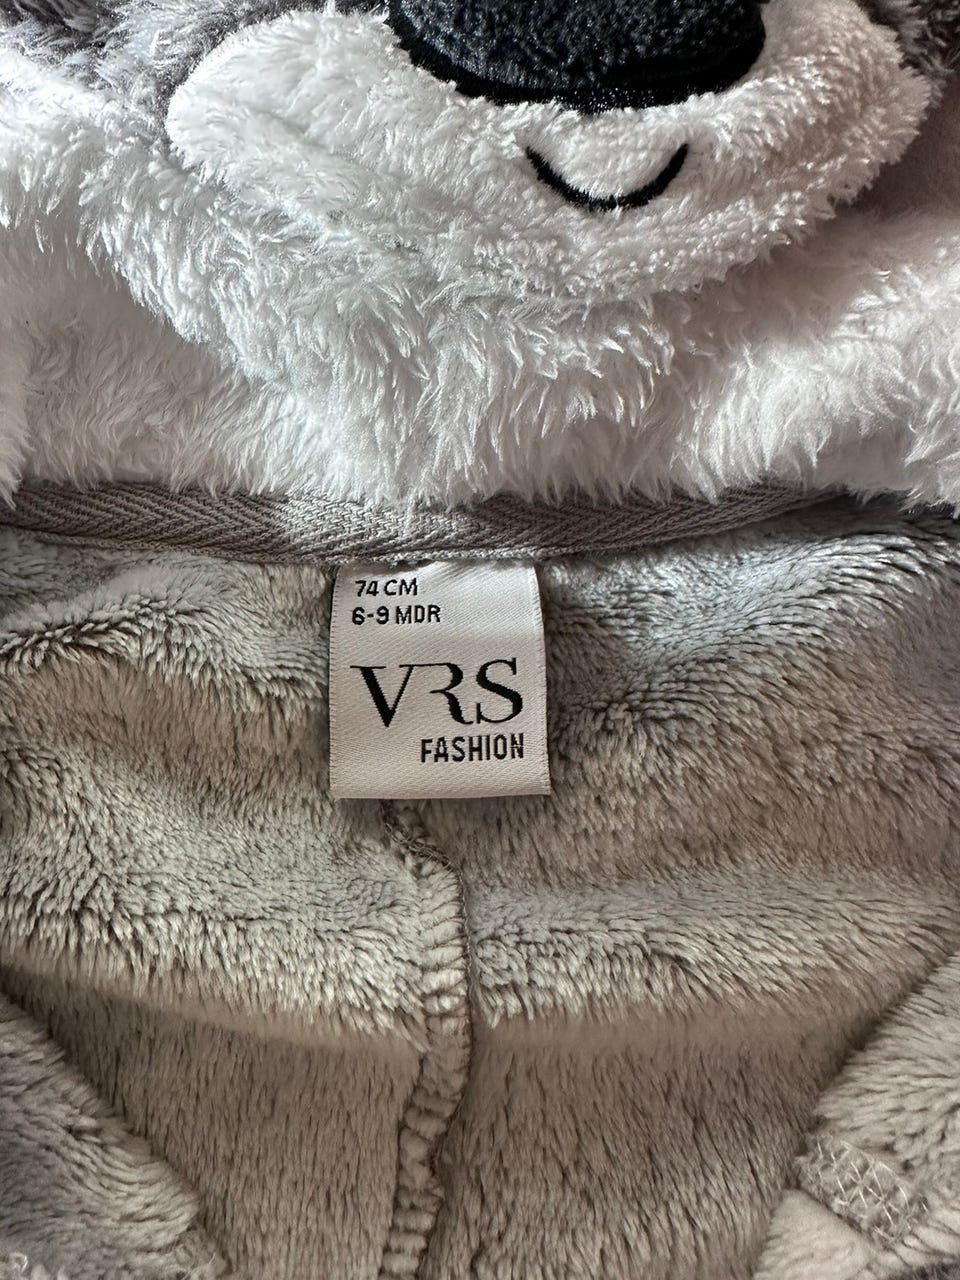 74 CM
6-9 MDR
VRS
FASHION